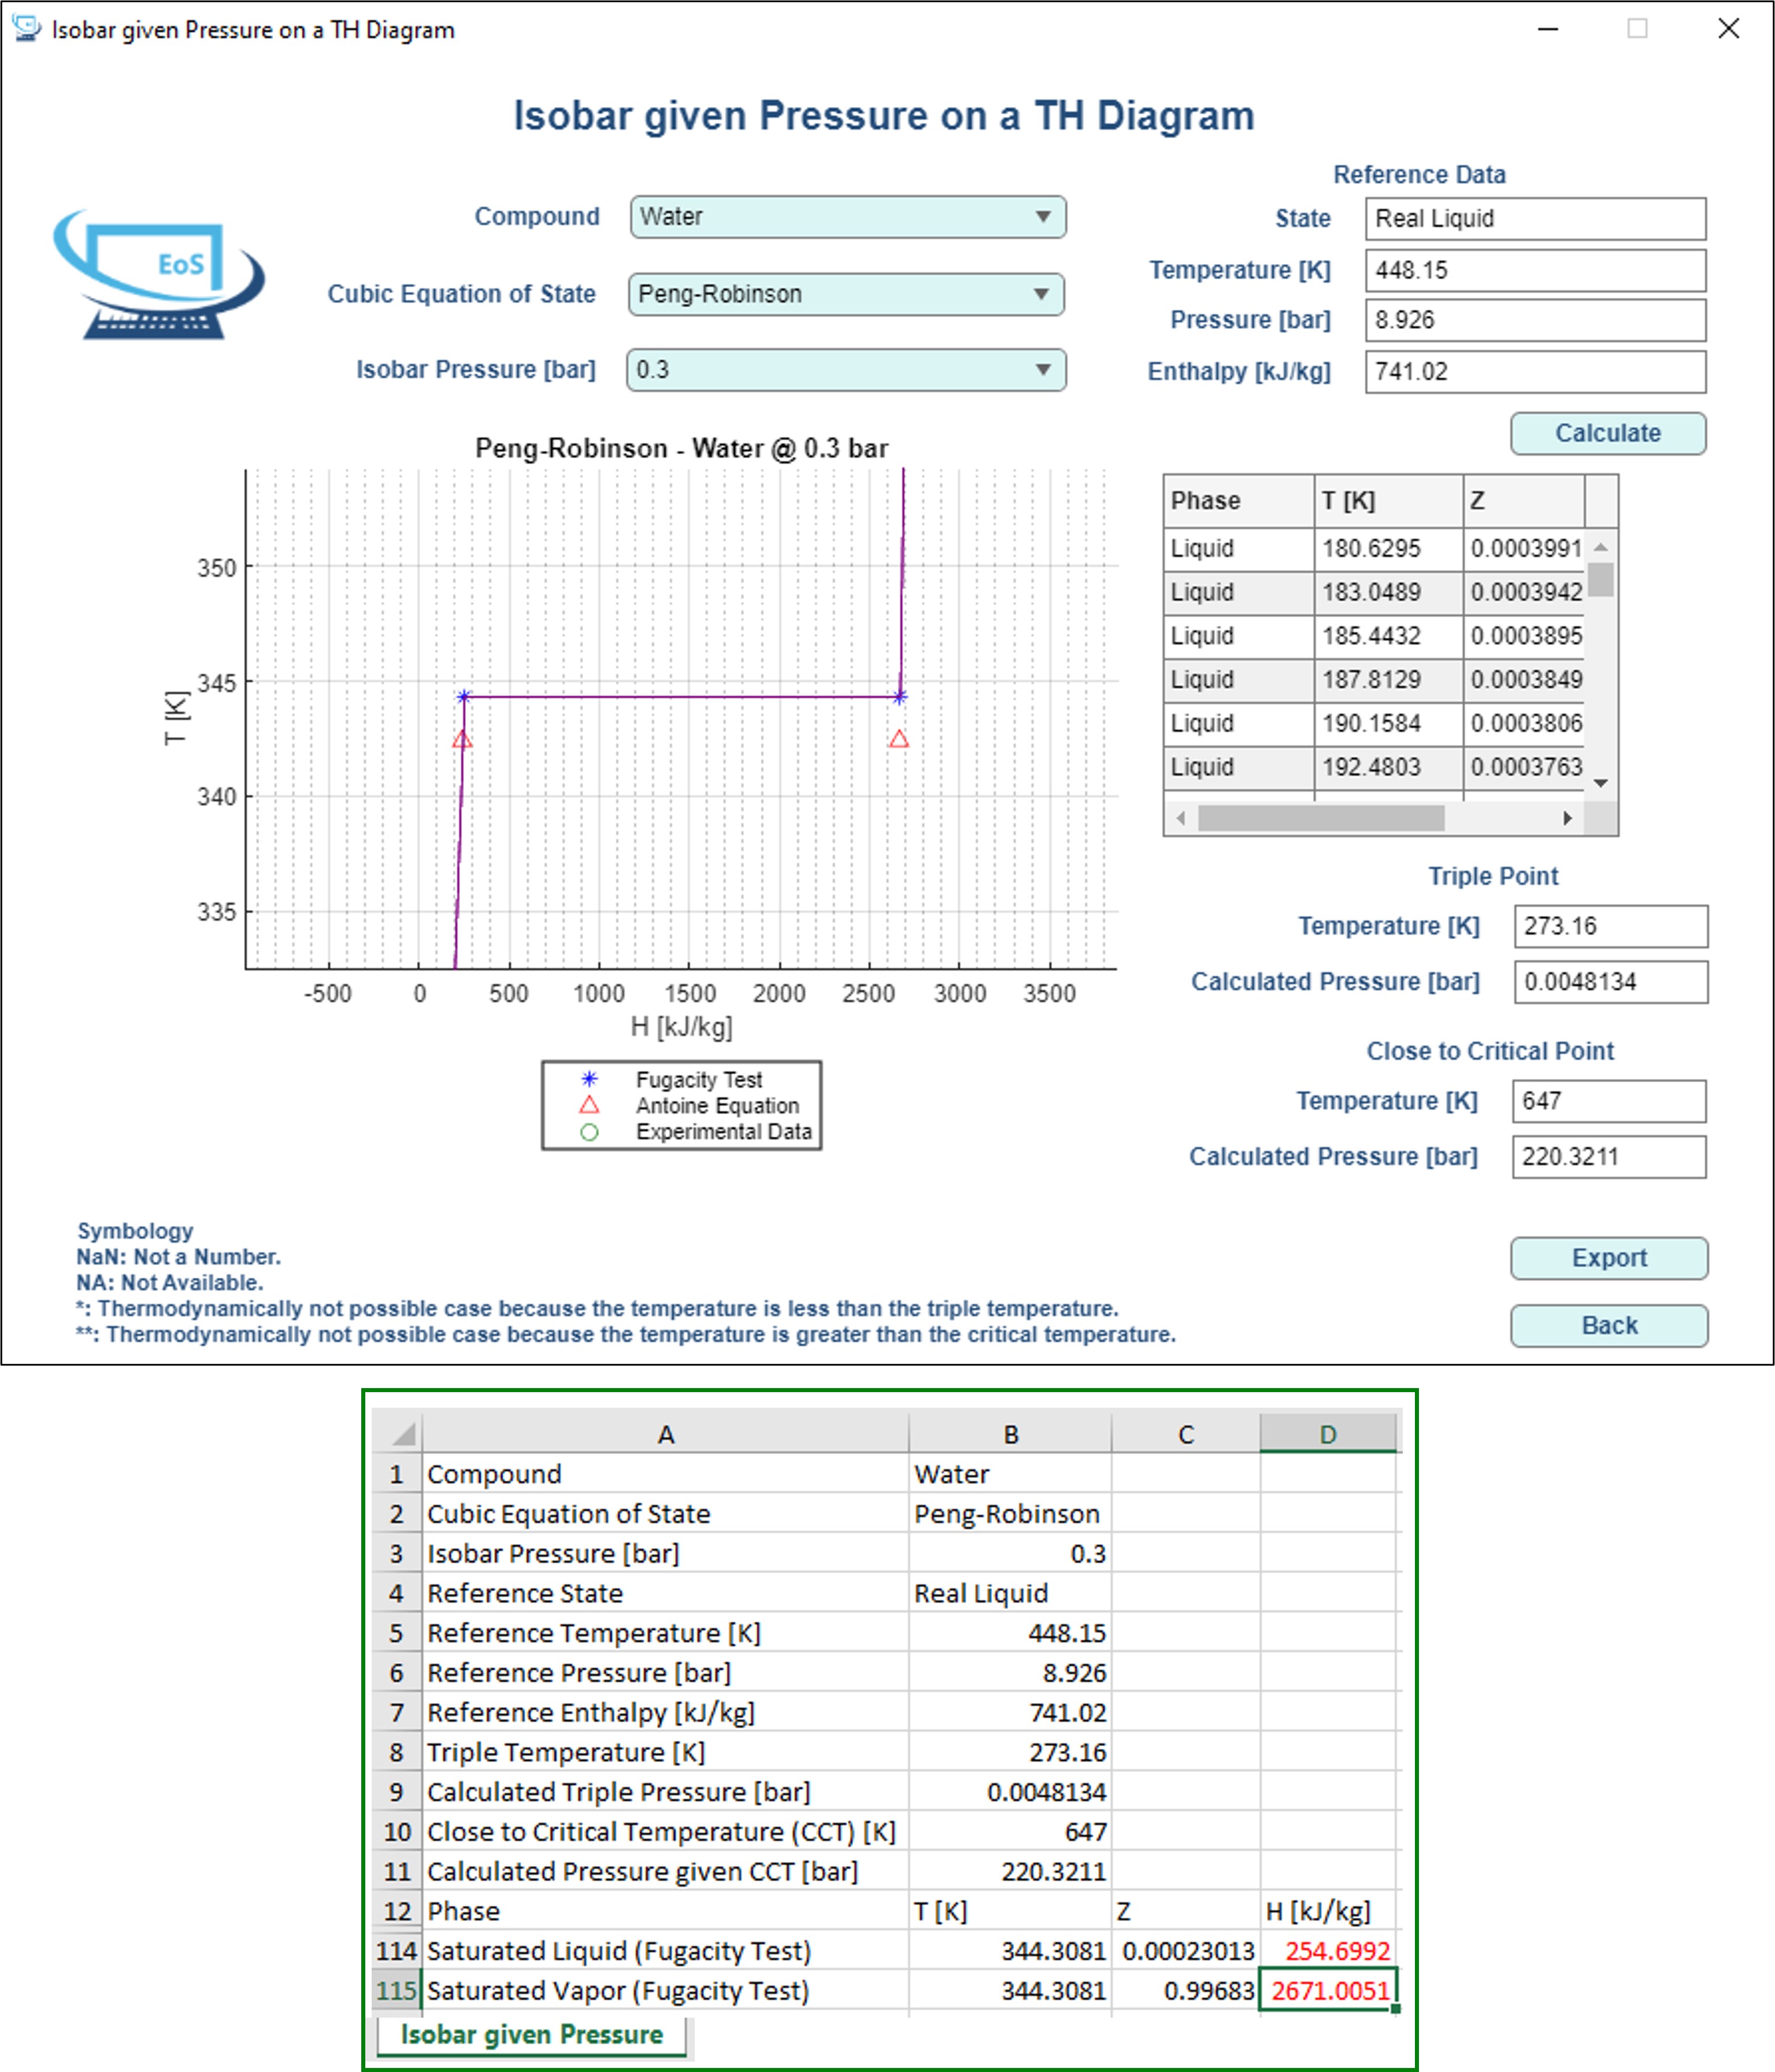 Isobar given Pressure on a TH Diagram
Isobar given Pressure on a TH Diagram
EoS
Compound Water
Cubic Equation of State Peng-Robinson
Isobar Pressure [bar] 0.3
Reference Data
State Real Liquid
Temperature [K] 448.15
Pressure [bar] 8.926
Enthalpy [kJ/kg] 741.02
Calculate
Peng-Robinson - Water @ 0.3 bar
350
345
340
335
T [K]
-500 0 500 1000 1500 2000 2500 3000 3500
H [kJ/kg]
Fugacity Test
Antoine Equation
Experimental Data
Phase T [K] Z
Liquid 180.6295 0.0003991
Liquid 183.0489 0.0003942
Liquid 185.4432 0.0003895
Liquid 187.8129 0.0003849
Liquid 190.1584 0.0003806
Liquid 192.4803 0.0003763
Triple Point
Temperature [K] 273.16
Calculated Pressure [bar] 0.0048134
Close to Critical Point
Temperature [K] 647
Calculated Pressure [bar] 220.3211
Symbology
NaN: Not a Number.
NA: Not Available.
*: Thermodynamically not possible case because the temperature is less than the triple temperature.
**: Thermodynamically not possible case because the temperature is greater than the critical temperature.
Export
Back
A B C D
1 Compound Water
2 Cubic Equation of State Peng-Robinson
3 Isobar Pressure [bar] 0.3
4 Reference State Real Liquid
5 Reference Temperature [K] 448.15
6 Reference Pressure [bar] 8.926
7 Reference Enthalpy [kJ/kg] 741.02
8 Triple Temperature [K] 273.16
9 Calculated Triple Pressure [bar] 0.0048134
10 Close to Critical Temperature (CCT) [K] 647
11 Calculated Pressure given CCT [bar] 220.3211
12 Phase T [K] Z H [kJ/kg]
114 Saturated Liquid (Fugacity Test) 344.3081 0.00023013 254.6992
115 Saturated Vapor (Fugacity Test) 344.3081 0.99683 2671.0051
Isobar given Pressure